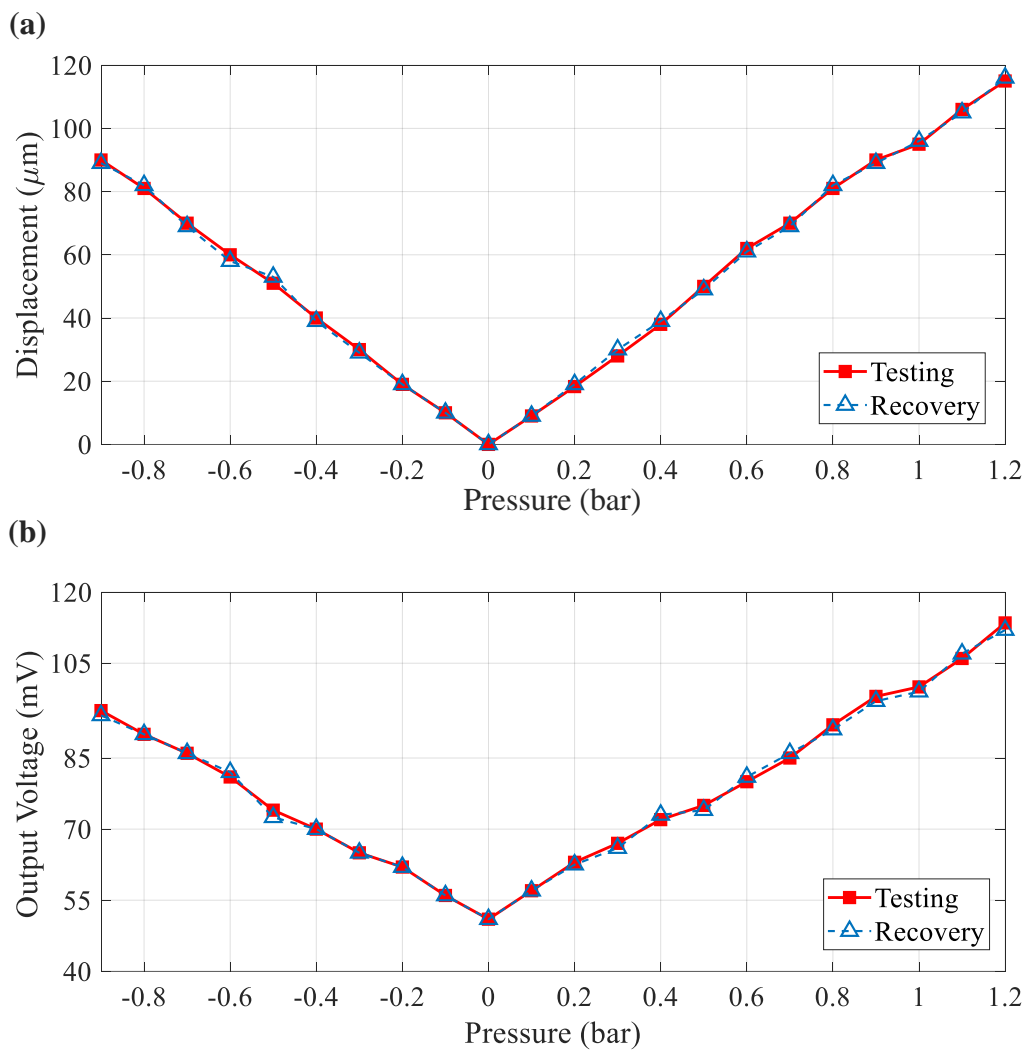 (a)
120
100
80
60
40
20
0
Displacement (μm)
Testing
Recovery
-0.8 -0.6 -0.4 -0.2 0 0.2 0.4 0.6 0.8 1 1.2
Pressure (bar)
(b)
120
105
85
70
55
40
Output Voltage (mV)
Testing
Recovery
-0.8 -0.6 -0.4 -0.2 0 0.2 0.4 0.6 0.8 1 1.2
Pressure (bar)